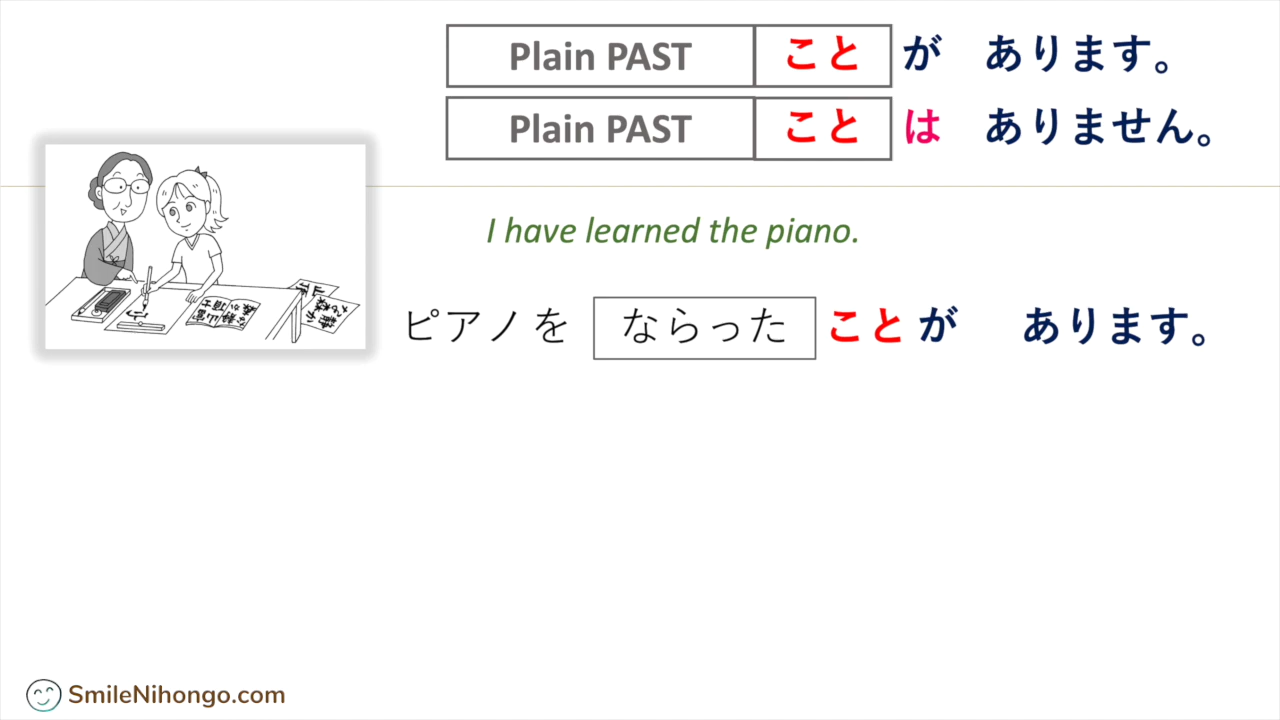 Plain PAST こと が あります。
Plain PAST こと は ありません。
I have learned the piano.
ピアノを ならった ことが あります。
SmileNihongo.com